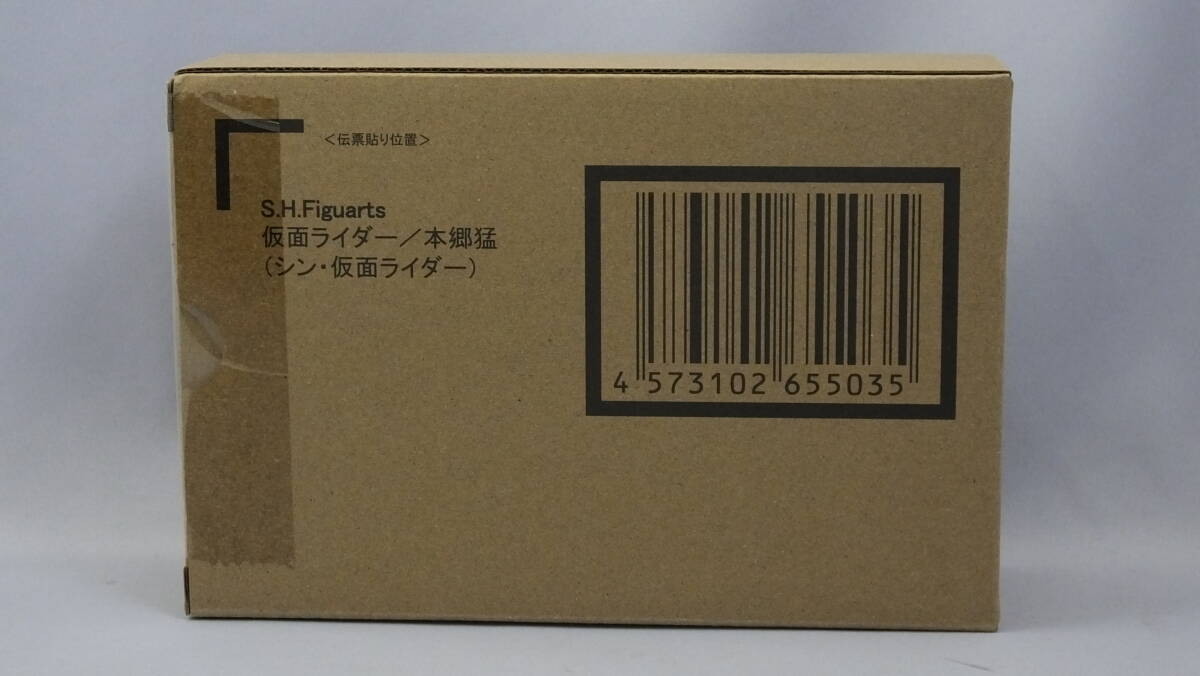 ＜伝票貼り位置＞
S.H.Figuarts
仮面ライダー／本郷猛
（シン・仮面ライダー）
4 573102 655035